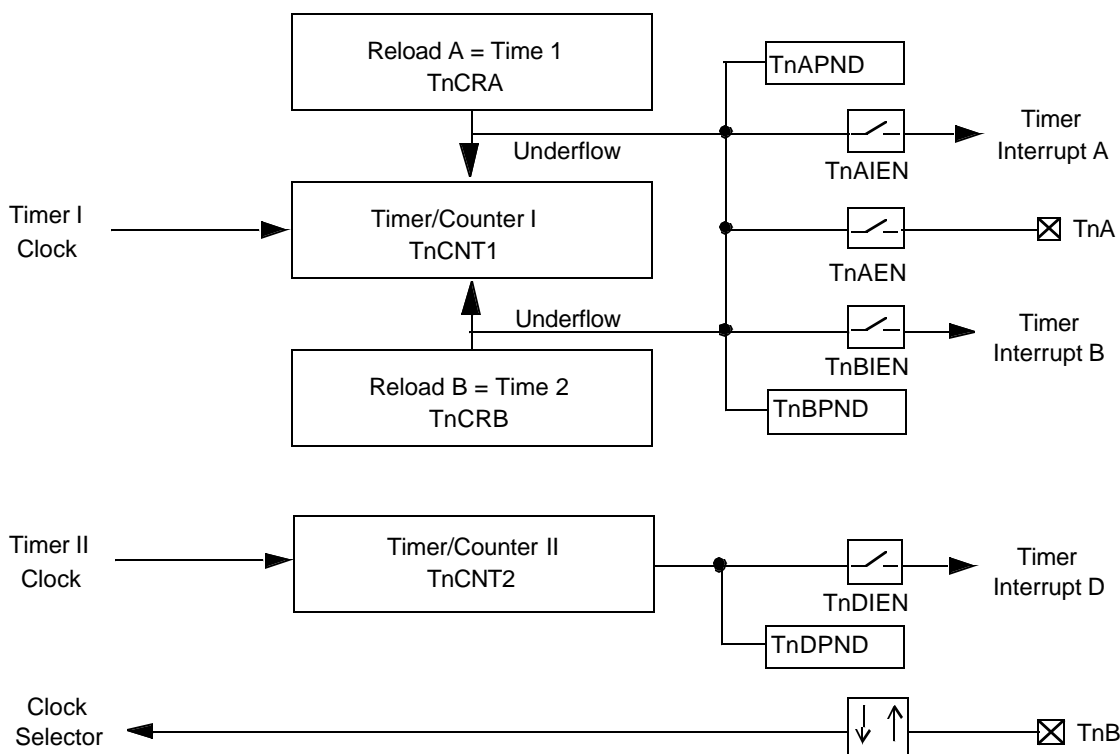 Reload A = Time 1
TnCRA
TnAPND
Underflow
Timer
Interrupt A
TnAIEN
Timer I
Clock
Timer/Counter I
TnCNT1
TnA
TnAEN
Underflow
Timer
Interrupt B
TnBIEN
Reload B = Time 2
TnCRB
TnBPND
Timer II
Clock
Timer/Counter II
TnCNT2
Timer
Interrupt D
TnDIEN
TnDPND
Clock
Selector
TnB